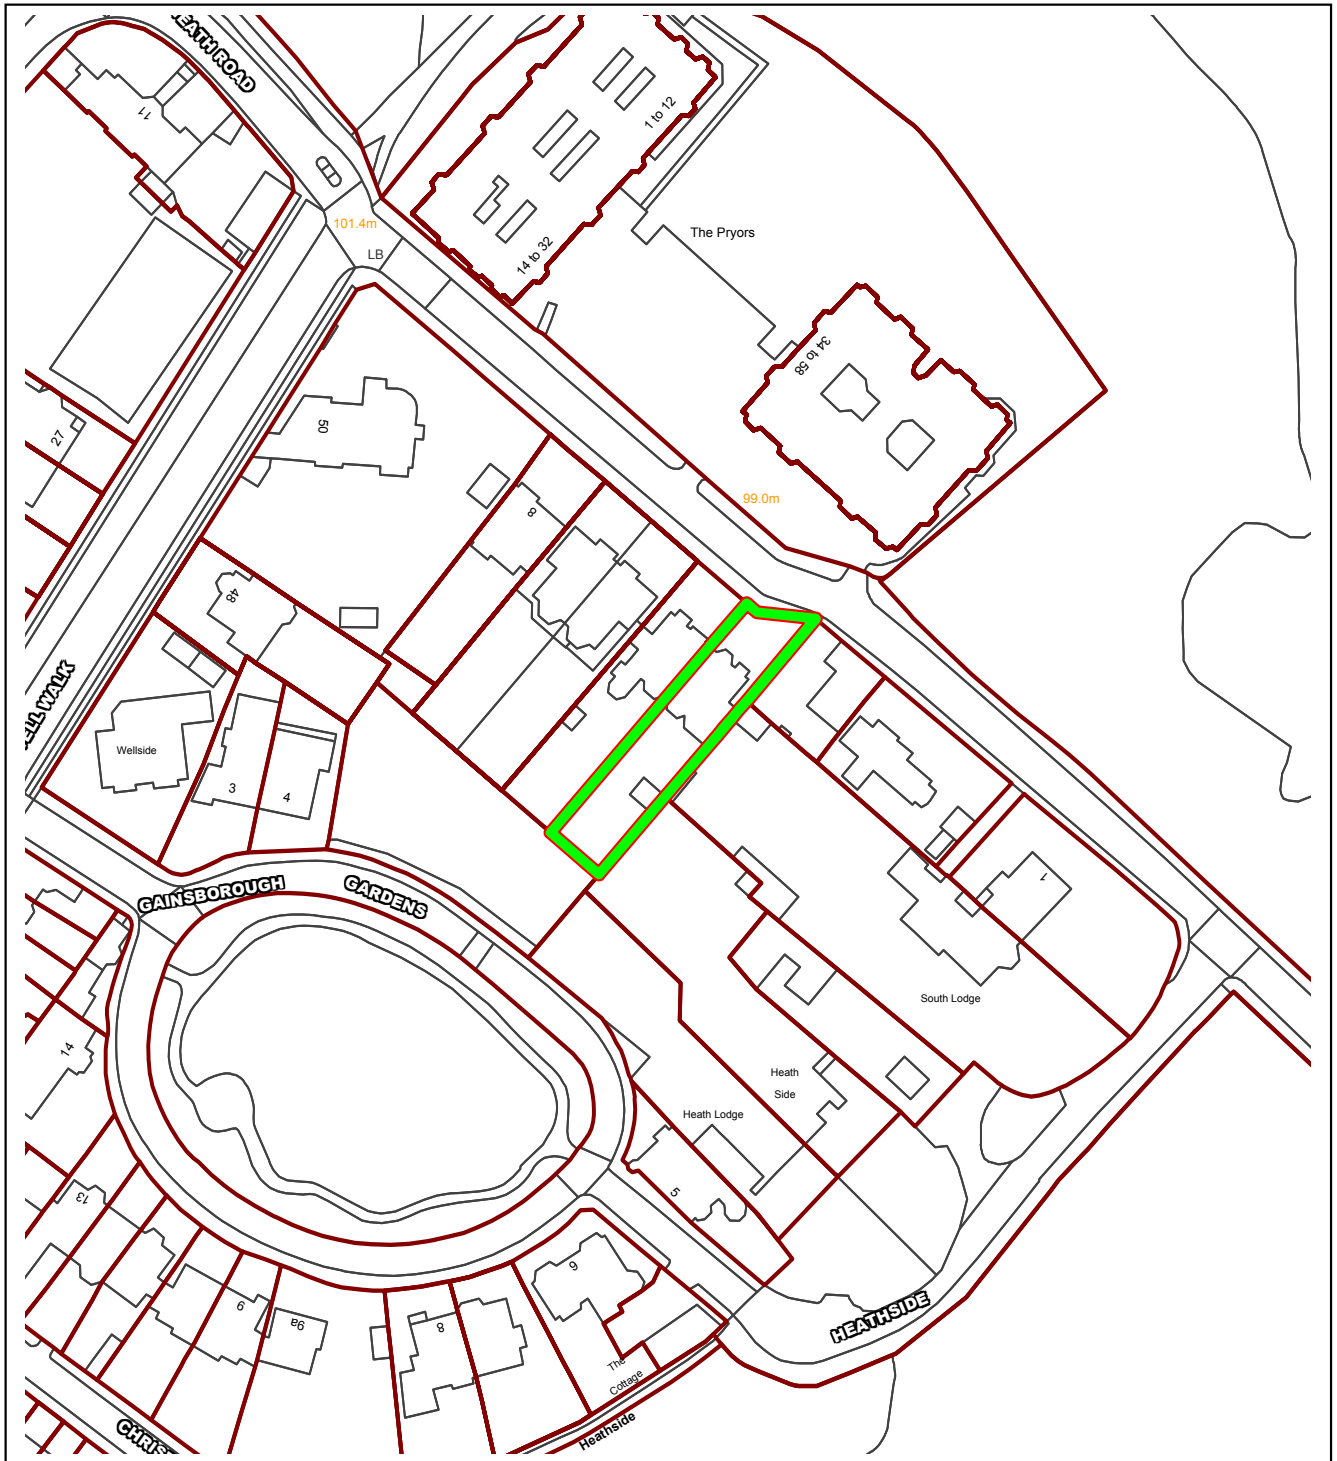 HEATH ROAD
11
1 to 12
101.4m
LB
14 to 32
The Pryors
34 to 58
27
50
99.0m
8
48
ELL WALK
Wellside
3
4
GAINSBOROUGH
GARDENS
1
South Lodge
14
Heath
Side
Heath Lodge
5
13
6
9
9a
8
HEATHSIDE
The
Cottage
Heathside
CHRIS